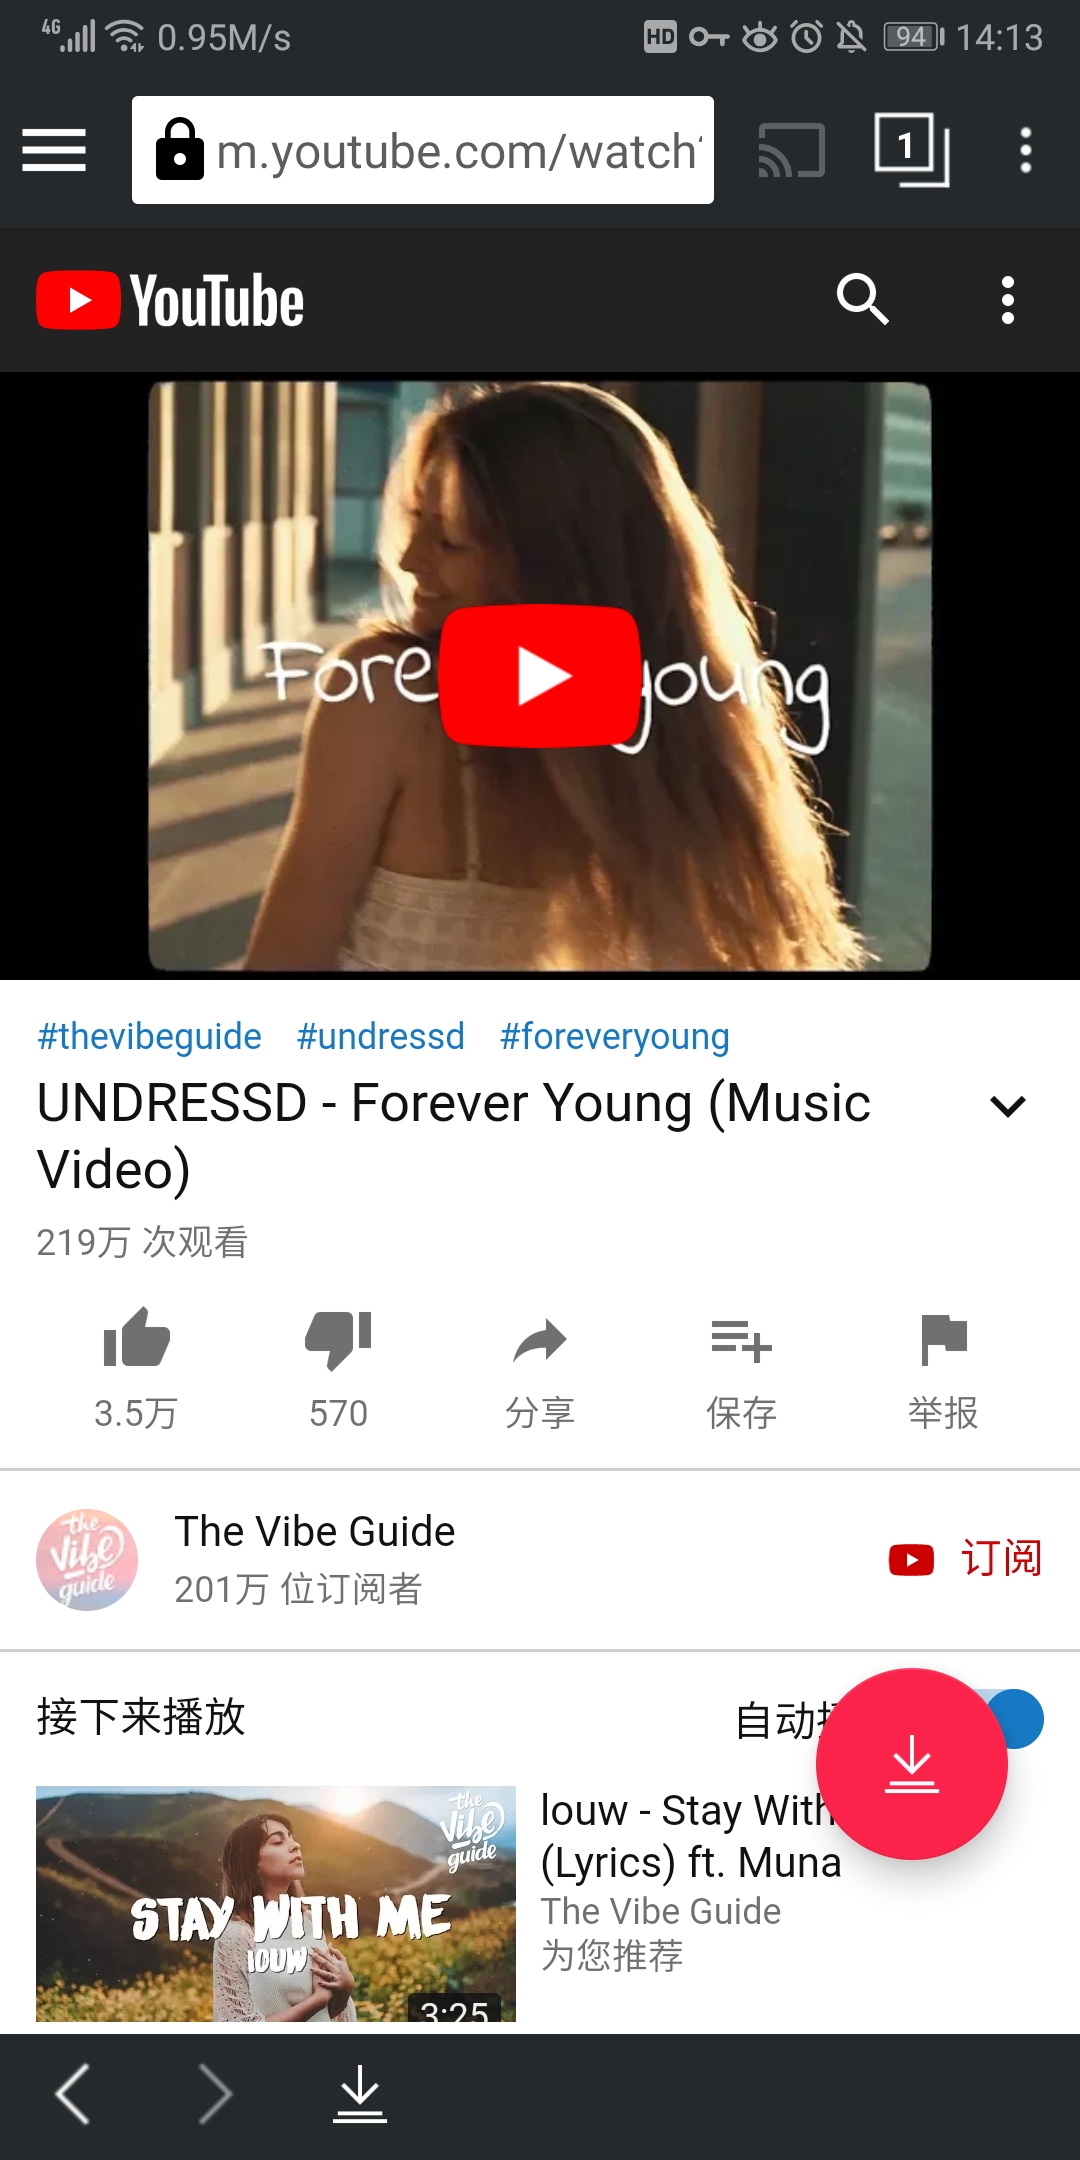 4G 0.95M/s HD 94 14:13
m.youtube.com/watch
1
YouTube
Fore young
#thevibeguide #undressd #foreveryoung
UNDRESSD - Forever Young (Music
Video)
219万 次观看
3.5万 570 分享 保存 举报
the
Vibe
guide
The Vibe Guide
201万 位订阅者
订阅
接下来播放
自动
the
Vibe
guide
STAY WITH ME
louw
3:25
louw - Stay With
(Lyrics) ft. Muna
The Vibe Guide
为您推荐